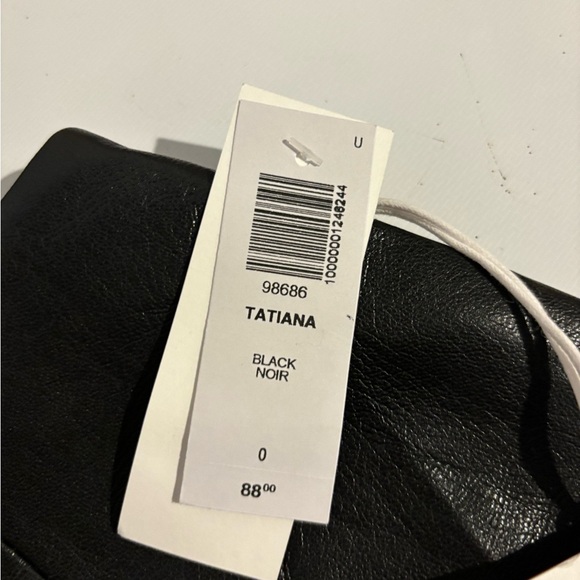 U
10000001248244
98686
TATIANA
BLACK
NOIR
0
88⁰⁰